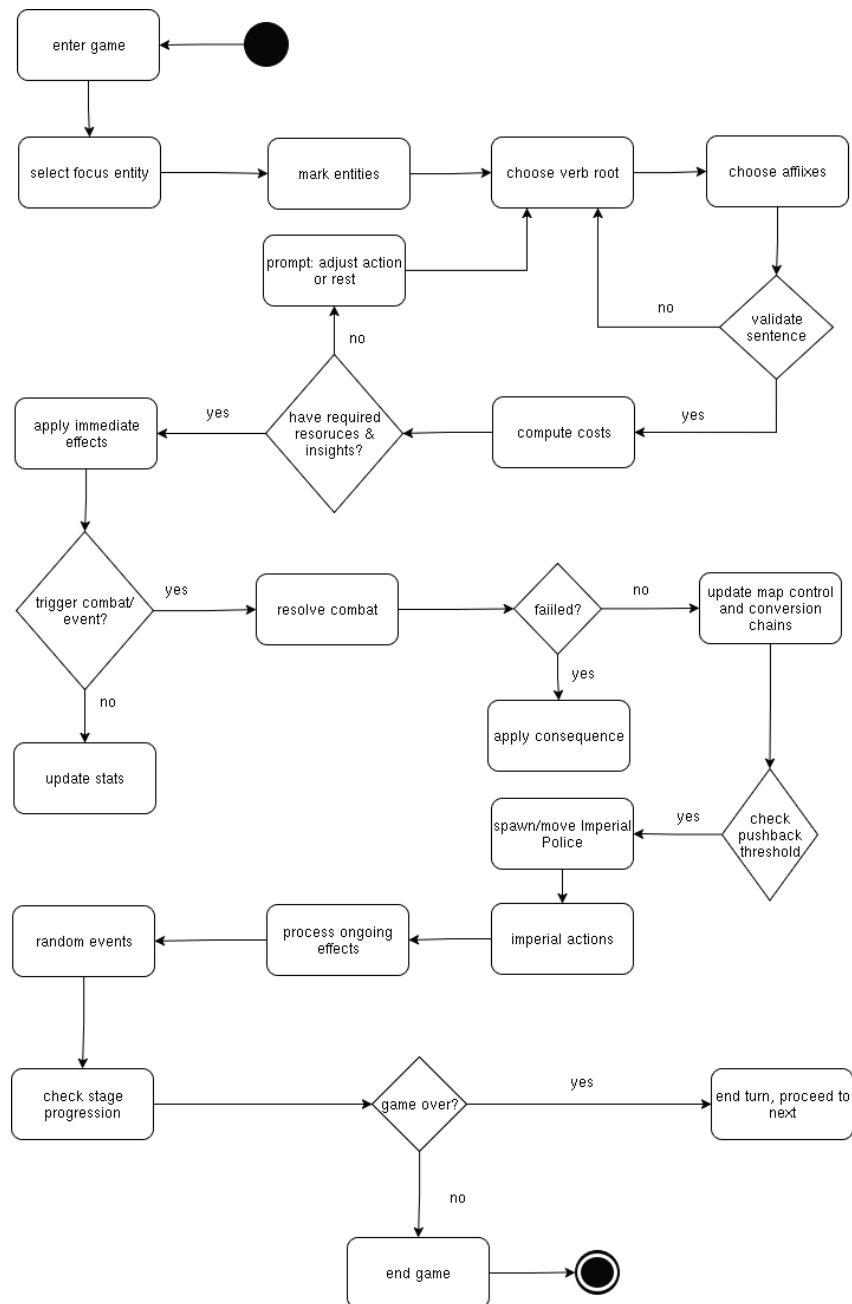 enter game
select focus entity
mark entities
choose verb root
choose affiixes
prompt: adjust action
or rest
no
validate
sentence
no
yes
apply immediate
effects
yes
have required
resoruces &
insights?
compute costs
trigger combat/
event?
yes
resolve combat
faiiled?
no
update map control
and conversion
chains
yes
no
apply consequence
update stats
spawn/move Imperial
Police
yes
check
pushback
threshold
random events
process ongoing
effects
imperial actions
check stage
progression
game over?
yes
end turn, proceed to
next
no
end game